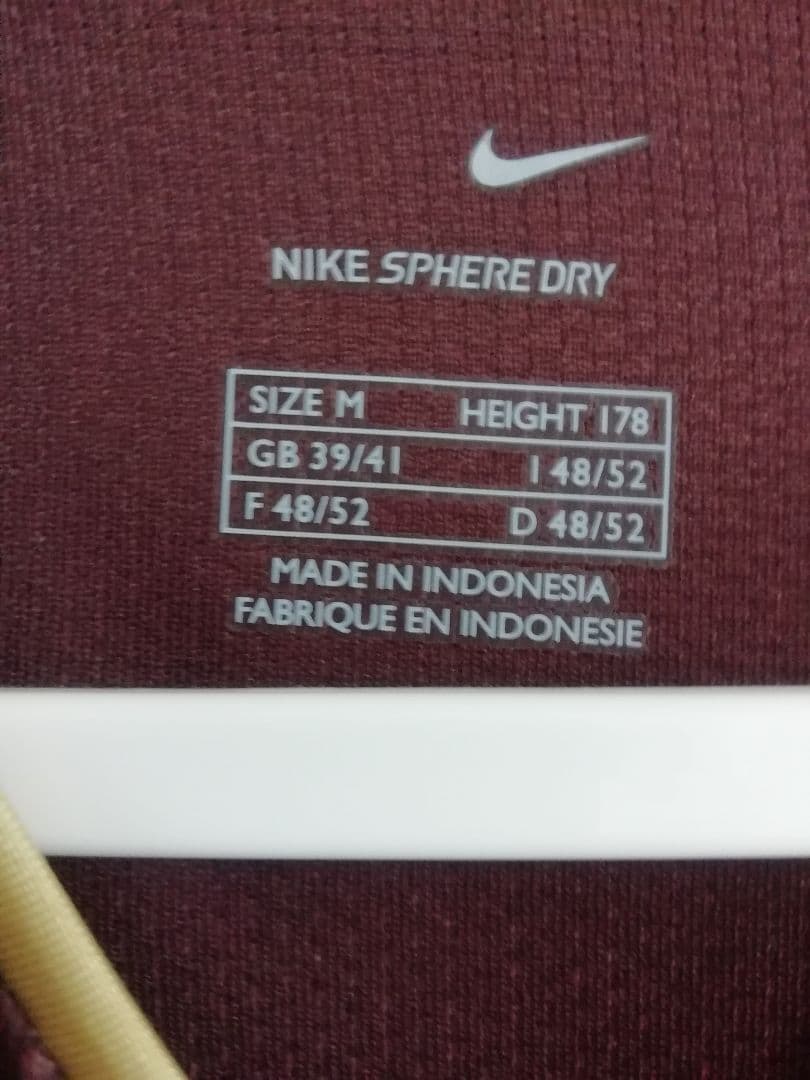 NIKE SPHERE DRY
SIZE M HEIGHT 178
GB 39/41 I 48/52
F 48/52 D 48/52
MADE IN INDONESIA
FABRIQUE EN INDONESIE